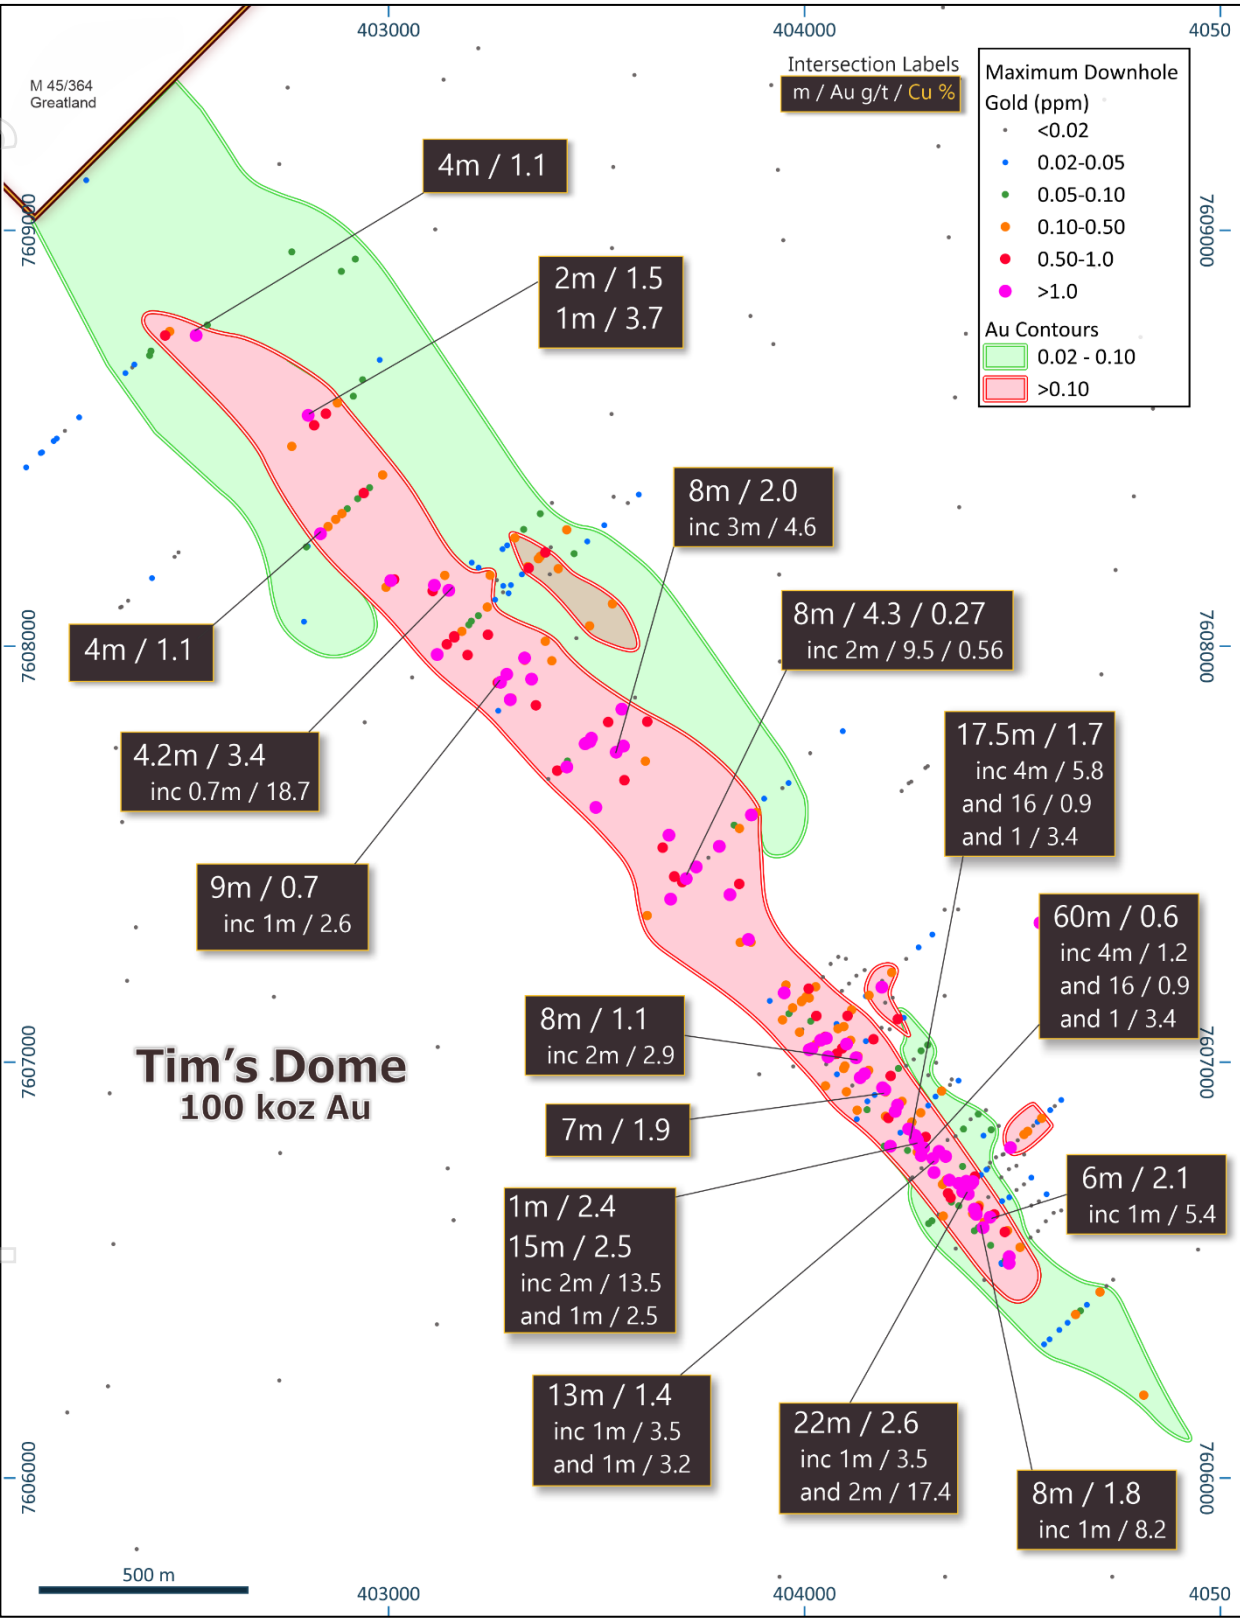 403000
404000
4050
M 45/364
Greatland
Intersection Labels
m / Au g/t / Cu %
Maximum Downhole
Gold (ppm)
<0.02
0.02-0.05
0.05-0.10
0.10-0.50
0.50-1.0
>1.0
Au Contours
0.02 - 0.10
>0.10
7609000
7609000
4m / 1.1
2m / 1.5
1m / 3.7
8m / 2.0
inc 3m / 4.6
8m / 4.3 / 0.27
inc 2m / 9.5 / 0.56
7608000
7608000
4m / 1.1
4.2m / 3.4
inc 0.7m / 18.7
17.5m / 1.7
inc 4m / 5.8
and 16 / 0.9
and 1 / 3.4
9m / 0.7
inc 1m / 2.6
60m / 0.6
inc 4m / 1.2
and 16 / 0.9
and 1 / 3.4
8m / 1.1
inc 2m / 2.9
7607000
7607000
Tim's Dome
100 koz Au
7m / 1.9
6m / 2.1
inc 1m / 5.4
1m / 2.4
15m / 2.5
inc 2m / 13.5
and 1m / 2.5
13m / 1.4
inc 1m / 3.5
and 1m / 3.2
22m / 2.6
inc 1m / 3.5
and 2m / 17.4
8m / 1.8
inc 1m / 8.2
7606000
7606000
500 m
403000
404000
4050